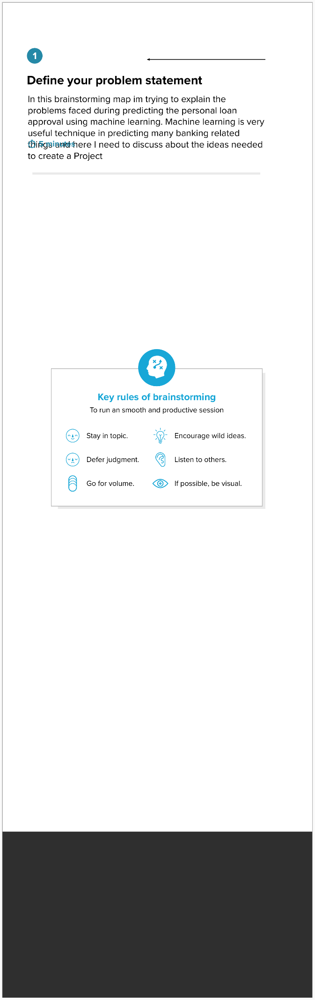 1
Define your problem statement
In this brainstorming map im trying to explain the
problems faced during predicting the personal loan
approval using machine learning. Machine learning is very
useful technique in predicting many banking related
things and here I need to discuss about the ideas needed
5 minutes
to create a Project
Key rules of brainstorming
To run an smooth and productive session
Stay in topic.
Encourage wild ideas.
Defer judgment.
Listen to others.
Go for volume.
If possible, be visual.